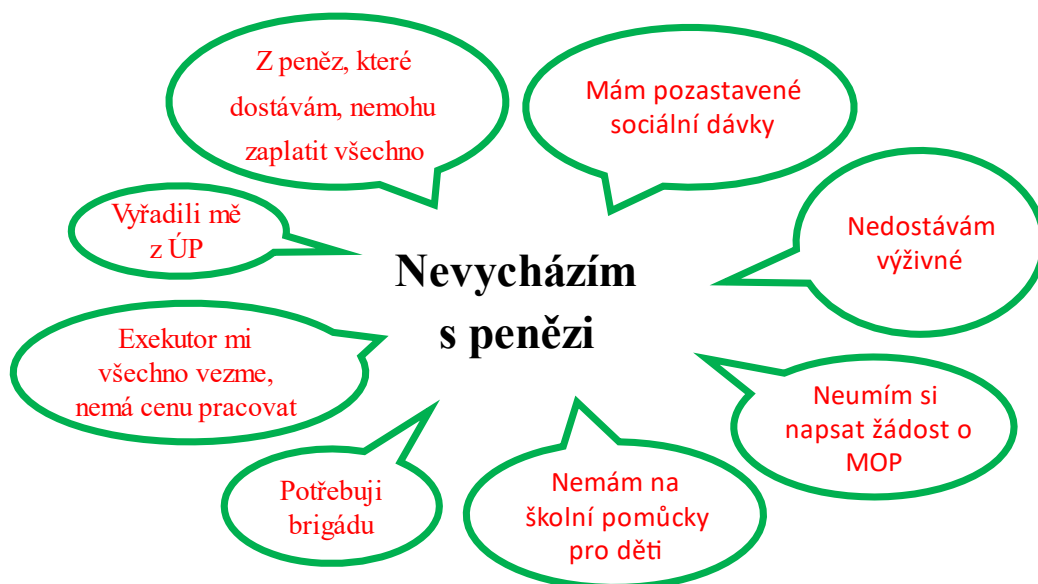 Z peněz, které
dostávám, nemohu
zaplatit všechno
Mám pozastavené
sociální dávky
Vyřadili mě
z ÚP
Nedostávám
výživné
Nevycházím
s penězi
Exekutor mi
všechno vezme,
nemá cenu pracovat
Neumím si
napsat žádost o
MOP
Potřebuji
brigádu
Nemám na
školní pomůcky
pro děti